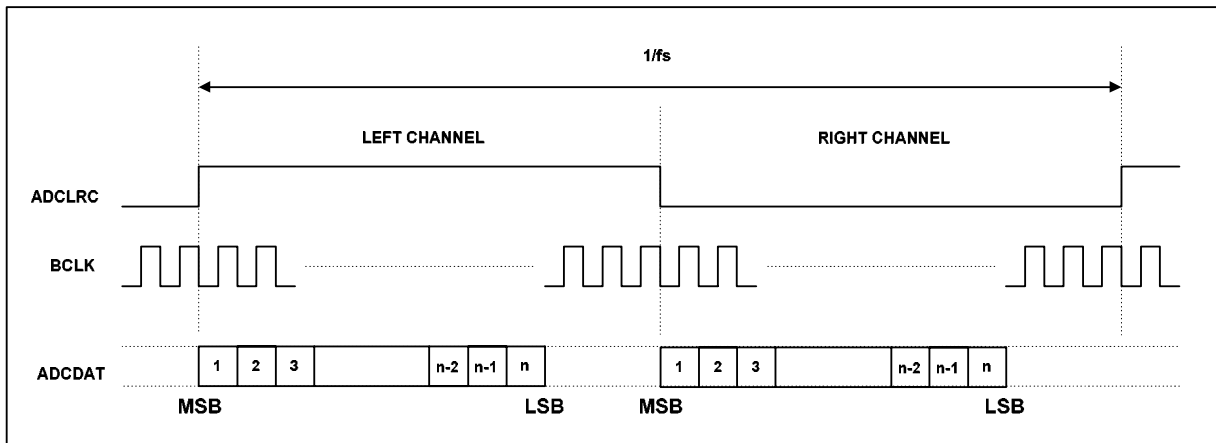 1/fs
LEFT CHANNEL RIGHT CHANNEL
ADCLRC
BCLK
ADCDAT 1 2 3 n-2 n-1 n 1 2 3 n-2 n-1 n
MSB LSB MSB LSB